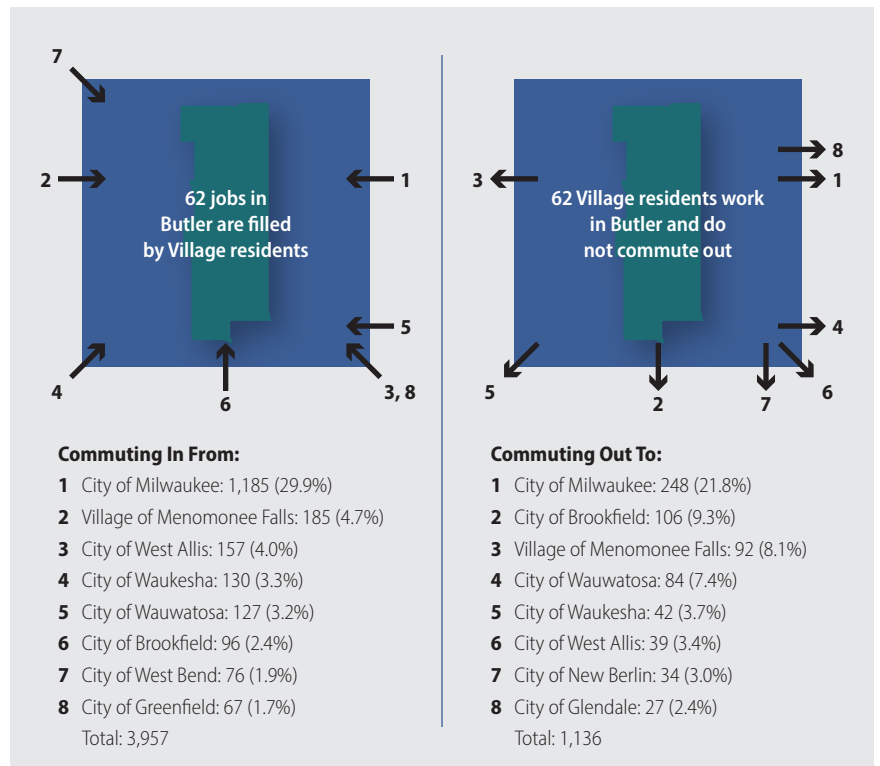 7
2
1
62 jobs in
Butler are filled
by Village residents
5
4
6
3, 8
8
3
1
62 Village residents work
in Butler and do
not commute out
4
5
2
7
6
Commuting In From:
1 City of Milwaukee: 1,185 (29.9%)
2 Village of Menomonee Falls: 185 (4.7%)
3 City of West Allis: 157 (4.0%)
4 City of Waukesha: 130 (3.3%)
5 City of Wauwatosa: 127 (3.2%)
6 City of Brookfield: 96 (2.4%)
7 City of West Bend: 76 (1.9%)
8 City of Greenfield: 67 (1.7%)
Total: 3,957
Commuting Out To:
1 City of Milwaukee: 248 (21.8%)
2 City of Brookfield: 106 (9.3%)
3 Village of Menomonee Falls: 92 (8.1%)
4 City of Wauwatosa: 84 (7.4%)
5 City of Waukesha: 42 (3.7%)
6 City of West Allis: 39 (3.4%)
7 City of New Berlin: 34 (3.0%)
8 City of Glendale: 27 (2.4%)
Total: 1,136